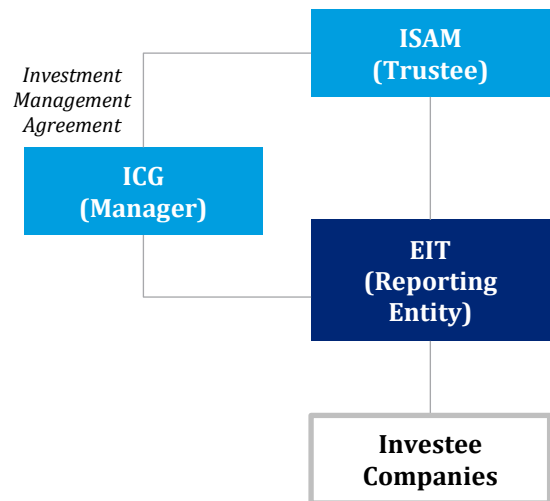 ISAM
(Trustee)
Investment
Management
Agreement
ICG
(Manager)
EIT
(Reporting
Entity)
Investee
Companies